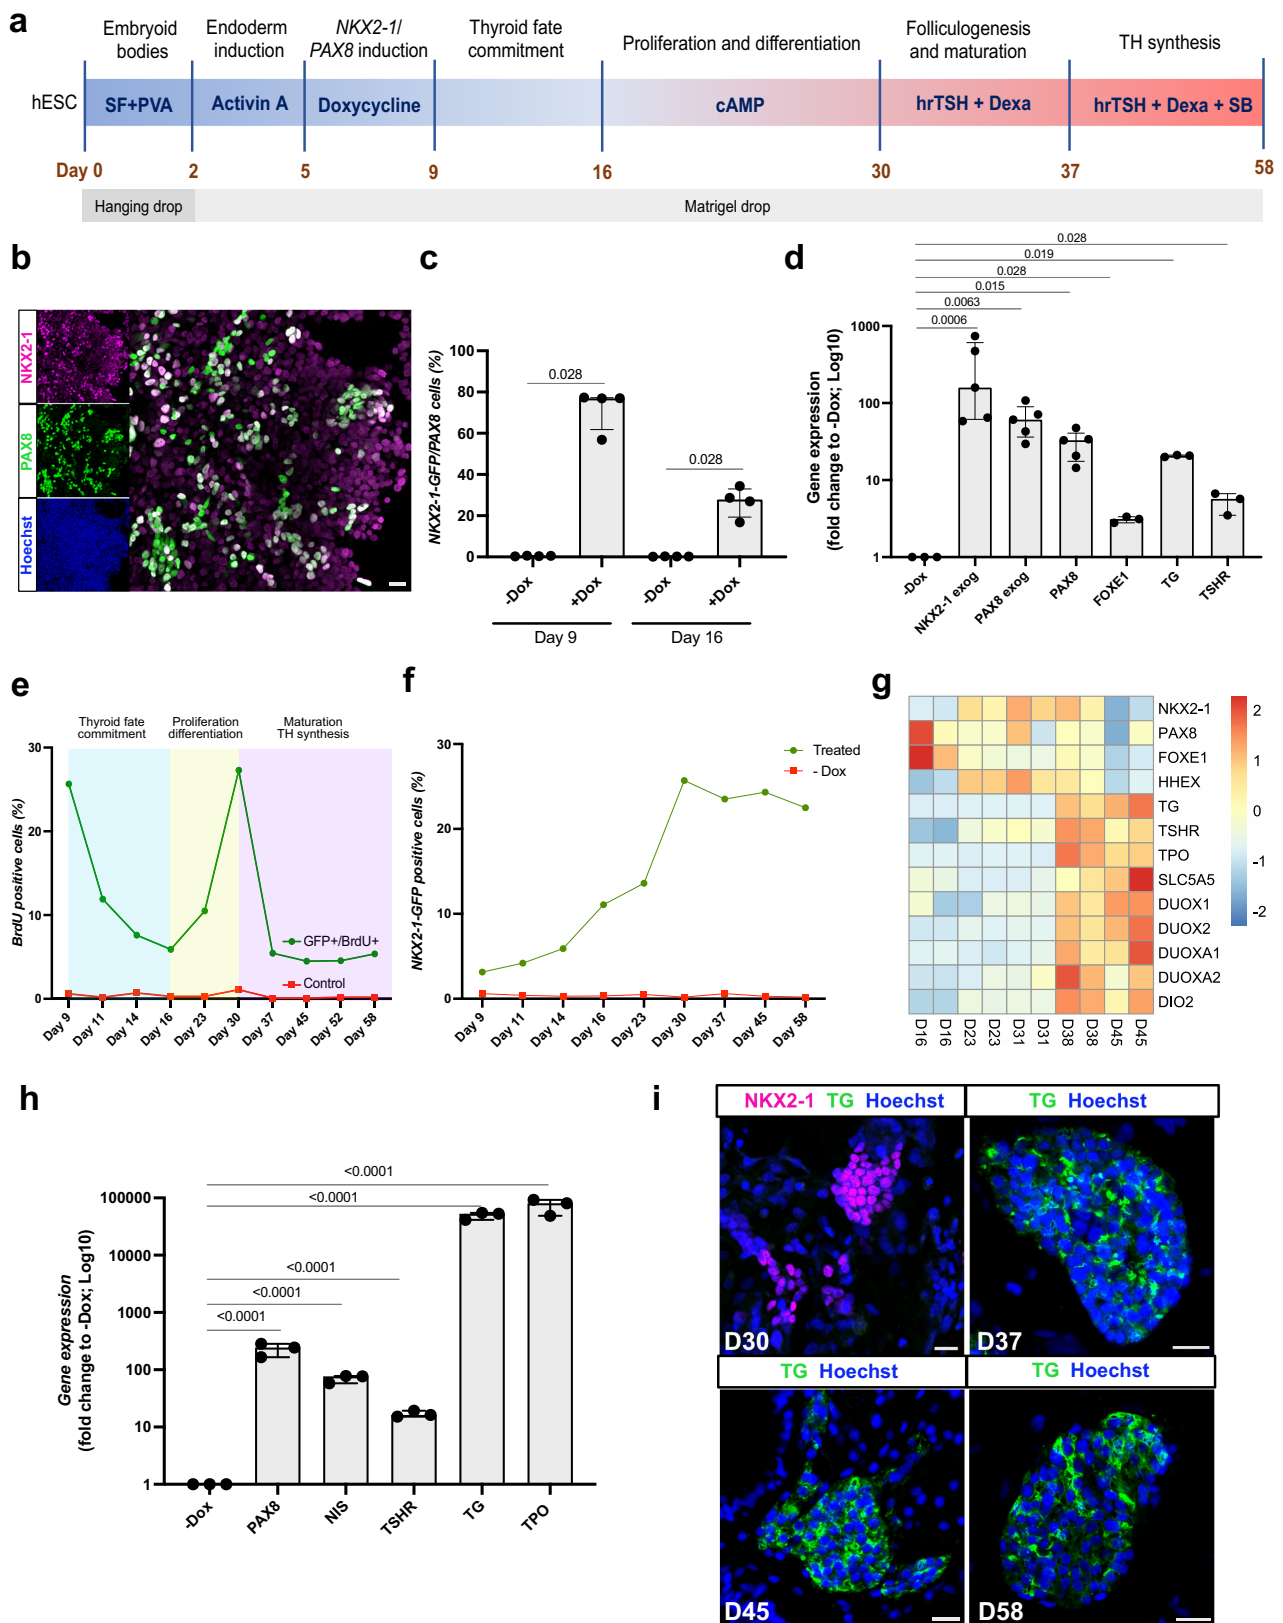 a
Embryoid
bodies
Endoderm
induction
NKX2-1/
PAX8 induction
Thyroid fate
commitment
Proliferation and differentiation
Folliculogenesis
and maturation
TH synthesis
hESC
SF+PVA
Activin A
Doxycycline
cAMP
hrTSH + Dexa
hrTSH + Dexa + SB
Day 0 2 5 9 16 30 37 58
Hanging drop
Matrigel drop
b
NKX2-1
PAX8
Hoechst
c
NKX2-1-GFP/PAX8 cells (%)
100
80
60
40
20
0
0.028
0.028
-Dox
+Dox
-Dox
+Dox
Day 9
Day 16
d
Gene expression
(fold change to -Dox; Log10)
1000
100
10
1
0.028
0.019
0.028
0.015
0.0063
0.0006
-Dox
NKX2-1 exog
PAX8 exog
PAX8
FOXE1
TG
TSHR
e
Thyroid fate
commitment
Proliferation
differentiation
Maturation
TH synthesis
BrdU positive cells (%)
30
20
10
0
GFP+/BrdU+
Control
Day 9
Day 11
Day 14
Day 16
Day 23
Day 30
Day 37
Day 45
Day 52
Day 58
f
NKX2-1-GFP positive cells (%)
30
20
10
0
Treated
- Dox
Day 9
Day 11
Day 14
Day 16
Day 23
Day 30
Day 37
Day 45
Day 58
g
NKX2-1
PAX8
FOXE1
HHEX
TG
TSHR
TPO
SLC5A5
DUOX1
DUOX2
DUOXA1
DUOXA2
DIO2
D16
D16
D23
D23
D31
D31
D38
D38
D45
D45
2
1
0
-1
-2
h
Gene expression
(fold change to -Dox; Log10)
100000
10000
1000
100
10
1
<0.0001
<0.0001
<0.0001
<0.0001
<0.0001
-Dox
PAX8
NIS
TSHR
TG
TPO
i
NKX2-1 TG Hoechst
TG Hoechst
D30
D37
TG Hoechst
TG Hoechst
D45
D58